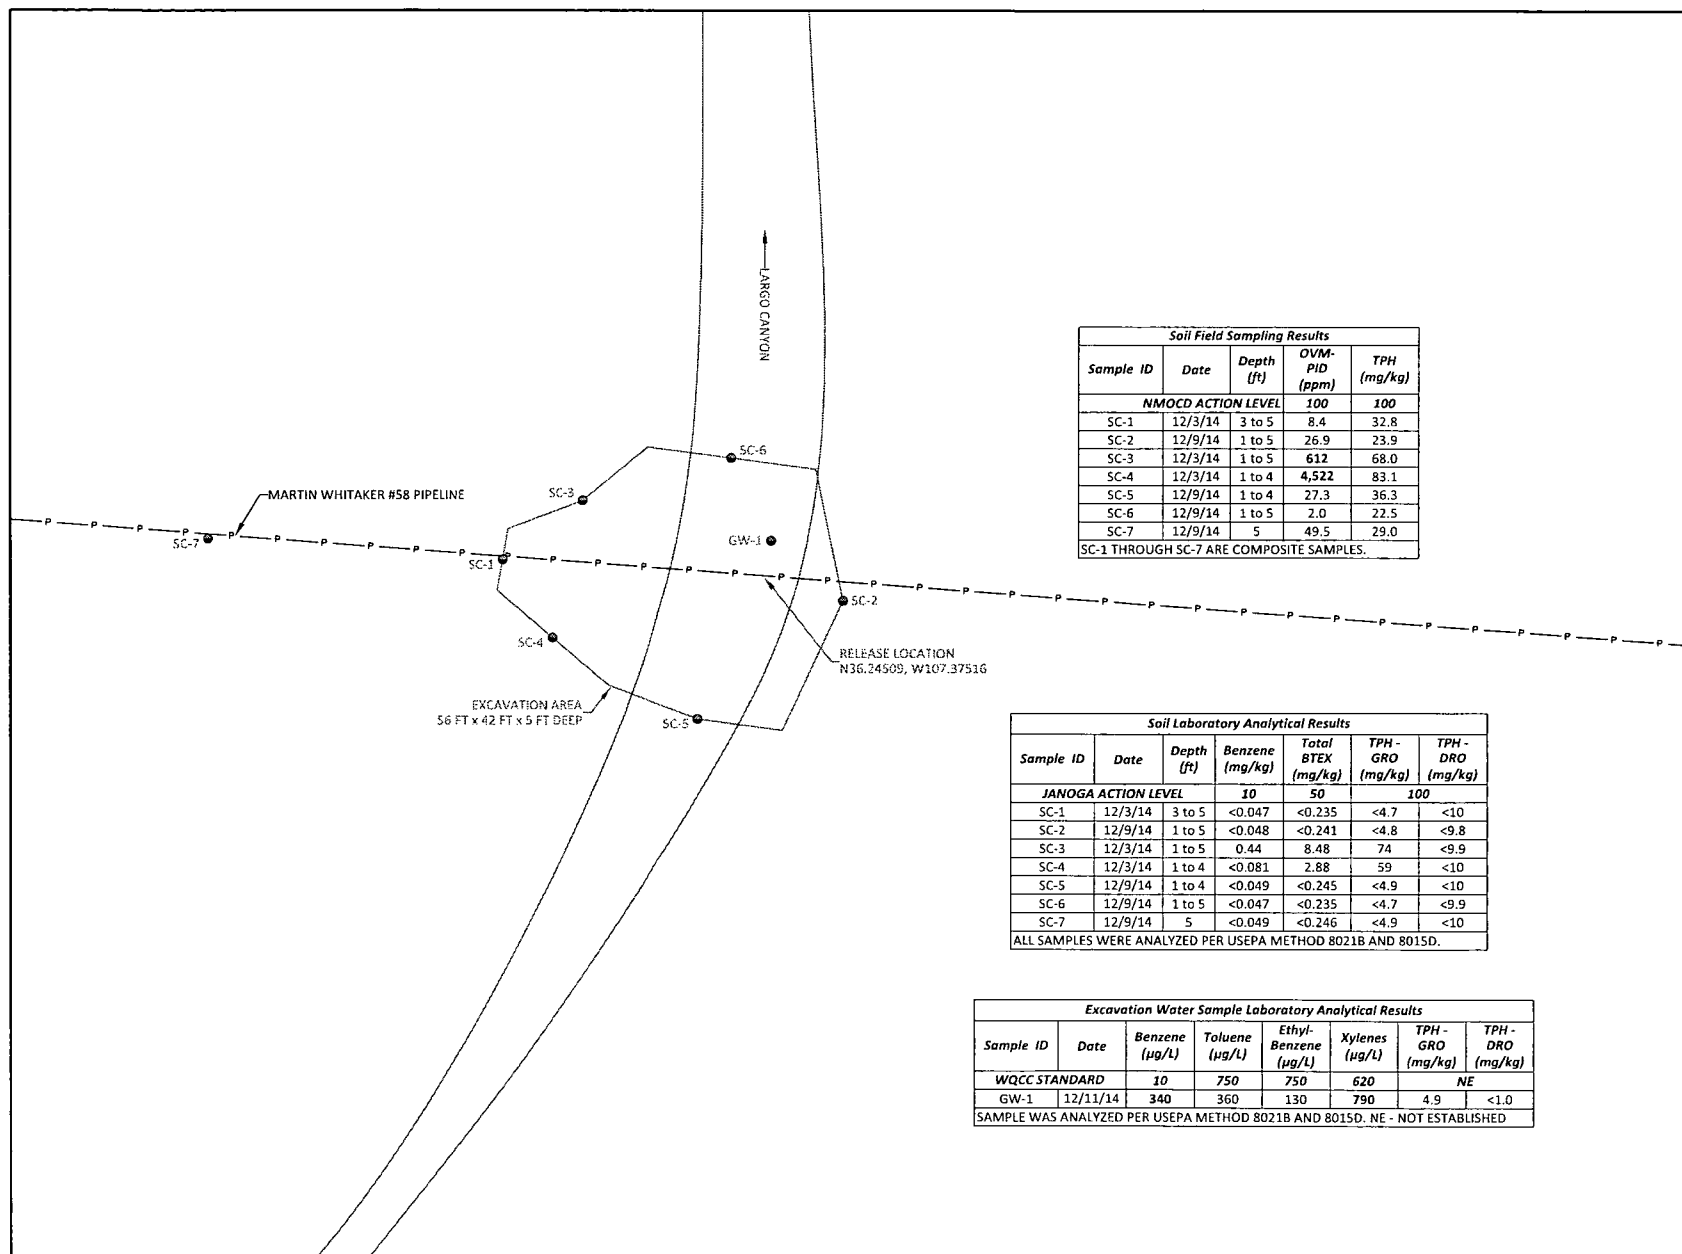 LARGO CANYON
SC-6
SC-3
MARTIN WHITAKER #58 PIPELINE
SC-7
SC-1
GW-1
SC-2
SC-4
RELEASE LOCATION
N36.24509, W107.37516
EXCAVATION AREA
56 FT x 42 FT x 5 FT DEEP
SC-5
P P P P P P P P P P P P P P P P P P P P P P P P P P P P P P P P P P P P
Soil Field Sampling Results
Sample ID Date Depth (ft) OVM-PID (ppm) TPH (mg/kg)
NMOCD ACTION LEVEL 100 100
SC-1 12/3/14 3 to 5 8.4 32.8
SC-2 12/9/14 1 to 5 26.9 23.9
SC-3 12/3/14 1 to 5 612 68.0
SC-4 12/3/14 1 to 4 4,522 83.1
SC-5 12/9/14 1 to 4 27.3 36.3
SC-6 12/9/14 1 to 5 2.0 22.5
SC-7 12/9/14 5 49.5 29.0
SC-1 THROUGH SC-7 ARE COMPOSITE SAMPLES.
Soil Laboratory Analytical Results
Sample ID Date Depth (ft) Benzene (mg/kg) Total BTEX (mg/kg) TPH - GRO (mg/kg) TPH - DRO (mg/kg)
JANOGA ACTION LEVEL 10 50 100
SC-1 12/3/14 3 to 5 <0.047 <0.235 <4.7 <10
SC-2 12/9/14 1 to 5 <0.048 <0.241 <4.8 <9.8
SC-3 12/3/14 1 to 5 0.44 8.48 74 <9.9
SC-4 12/3/14 1 to 4 <0.081 2.88 59 <10
SC-5 12/9/14 1 to 4 <0.049 <0.245 <4.9 <10
SC-6 12/9/14 1 to 5 <0.047 <0.235 <4.7 <9.9
SC-7 12/9/14 5 <0.049 <0.246 <4.9 <10
ALL SAMPLES WERE ANALYZED PER USEPA METHOD 8021B AND 8015D.
Excavation Water Sample Laboratory Analytical Results
Sample ID Date Benzene (µg/L) Toluene (µg/L) Ethyl-Benzene (µg/L) Xylenes (µg/L) TPH - GRO (mg/kg) TPH - DRO (mg/kg)
WQCC STANDARD 10 750 750 620 NE
GW-1 12/11/14 340 360 130 790 4.9 <1.0
SAMPLE WAS ANALYZED PER USEPA METHOD 8021B AND 8015D. NE - NOT ESTABLISHED